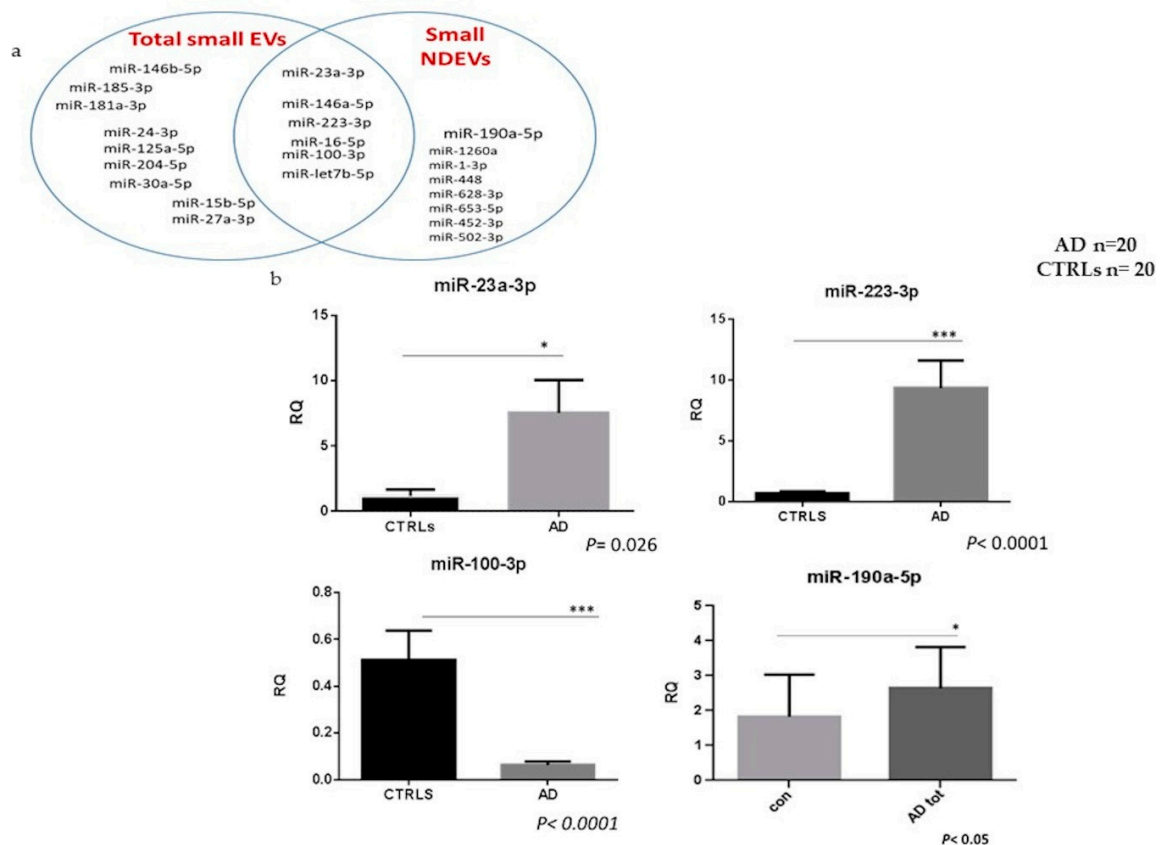 a
Total small EVs
miR-146b-5p
miR-185-3p
miR-181a-3p
miR-24-3p
miR-125a-5p
miR-204-5p
miR-30a-5p
miR-15b-5p
miR-27a-3p
miR-23a-3p
miR-146a-5p
miR-223-3p
miR-16-5p
miR-100-3p
miR-let7b-5p
Small
NDEVs
miR-190a-5p
miR-1260a
miR-1-3p
miR-448
miR-628-3p
miR-653-5p
miR-452-3p
miR-502-3p
AD n=20
CTRLs n= 20
b
miR-23a-3p
15
10
5
0
RQ
*
CTRLs
AD
P= 0.026
miR-223-3p
15
10
5
0
RQ
***
CTRLS
AD
P< 0.0001
miR-100-3p
0.8
0.6
0.4
0.2
0.0
RQ
***
CTRLS
AD
P< 0.0001
miR-190a-5p
5
4
3
2
1
0
RQ
*
con
AD tot
P< 0.05